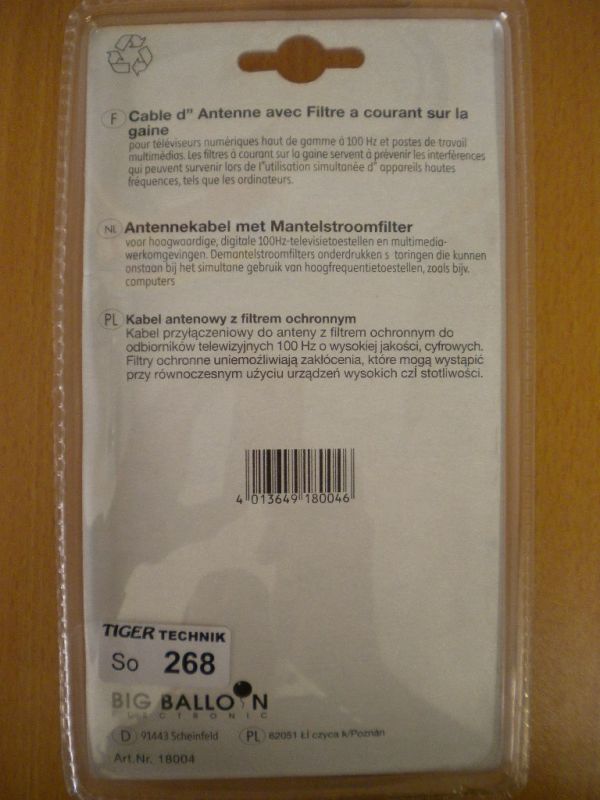 F Cable d" Antenne avec Filtre a courant sur la
gaine
pour téléviseurs numériques haut de gamme à 100 Hz et postes de travail
multimédias. Les filtres à courant sur la gaine servent à prévenir les interférences
qui peuvent survenir lors de l"utilisation simultanée d" appareils hautes
fréquences, tels que les ordinateurs.
NL Antennekabel met Mantelstroomfilter
voor hoogwaardige, digitale 100Hz-televisietoestellen en multimedia-
werkomgevingen. Demantelstroomfilters onderdrukken s toringen die kunnen
onstaan bij het simultane gebruik van hoogfrequentietoestellen, zoals bijv.
computers
PL Kabel antenowy z filtrem ochronnym
Kabel przyłączeniowy do anteny z filtrem ochronnym do
odbiorników telewizyjnych 100 Hz o wysokiej jakości, cyfrowych.
Filtry ochronne uniemożliwiają zakłócenia, które mogą wystąpić
przy równoczesnym użyciu urządzeń wysokich czl stotliwości.
4 013649 180046
TIGER TECHNIK
So 268
BIG BALLOON
ELECTRONIC
D 91443 Scheinfeld PL 62051 Łl czyca k/Poznań
Art.Nr. 18004